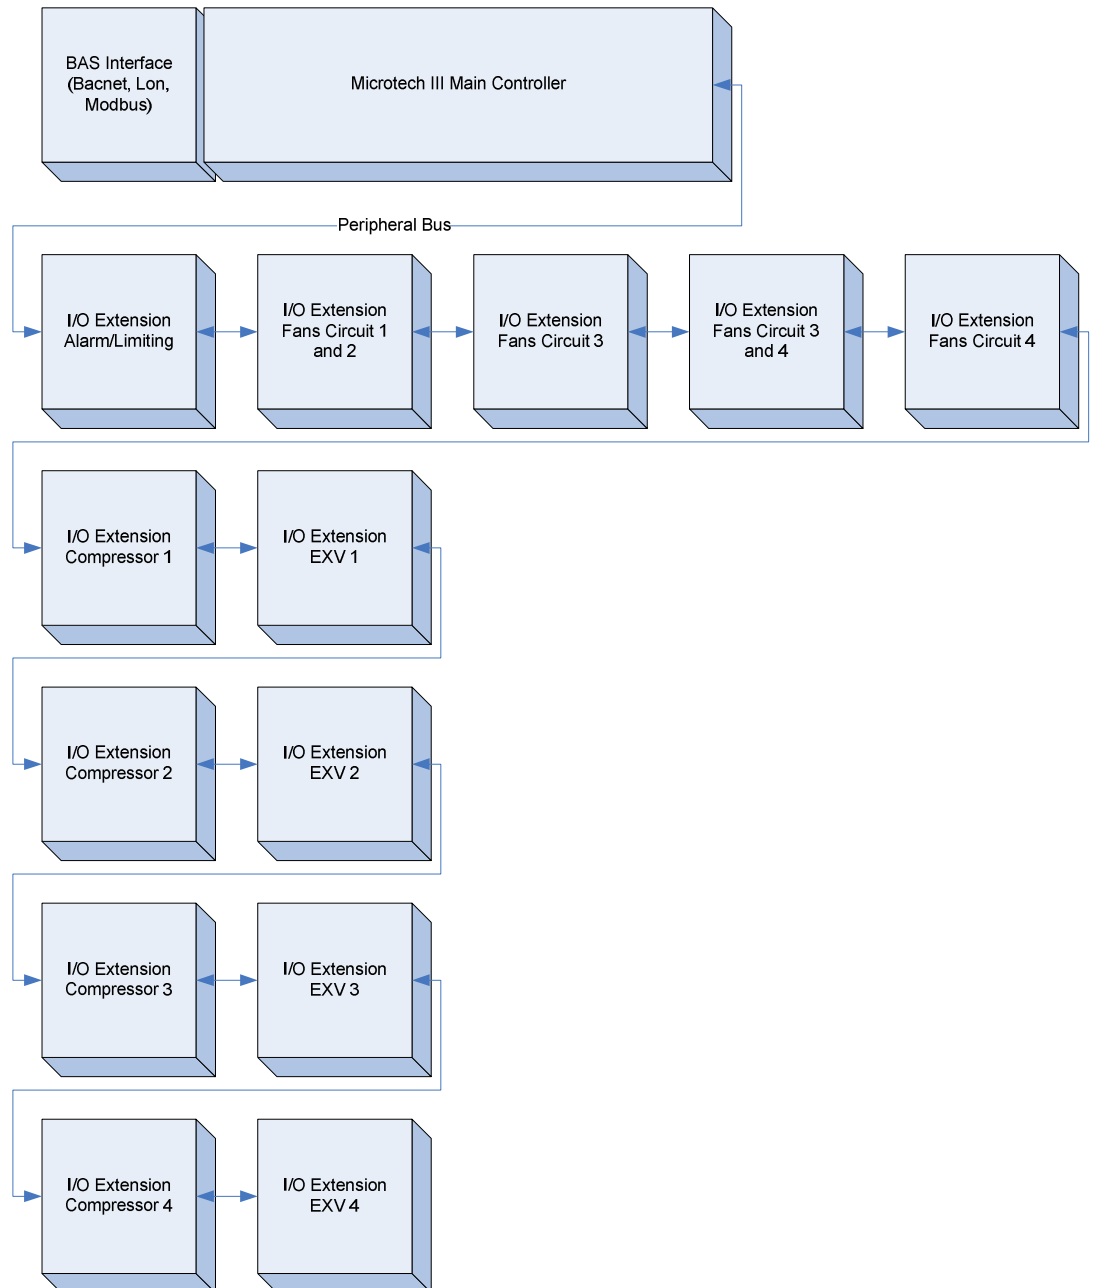 BAS Interface
(Bacnet, Lon,
Modbus)
Microtech III Main Controller
Peripheral Bus
I/O Extension
Alarm/Limiting
I/O Extension
Fans Circuit 1
and 2
I/O Extension
Fans Circuit 3
I/O Extension
Fans Circuit 3
and 4
I/O Extension
Fans Circuit 4
I/O Extension
Compressor 1
I/O Extension
EXV 1
I/O Extension
Compressor 2
I/O Extension
EXV 2
I/O Extension
Compressor 3
I/O Extension
EXV 3
I/O Extension
Compressor 4
I/O Extension
EXV 4